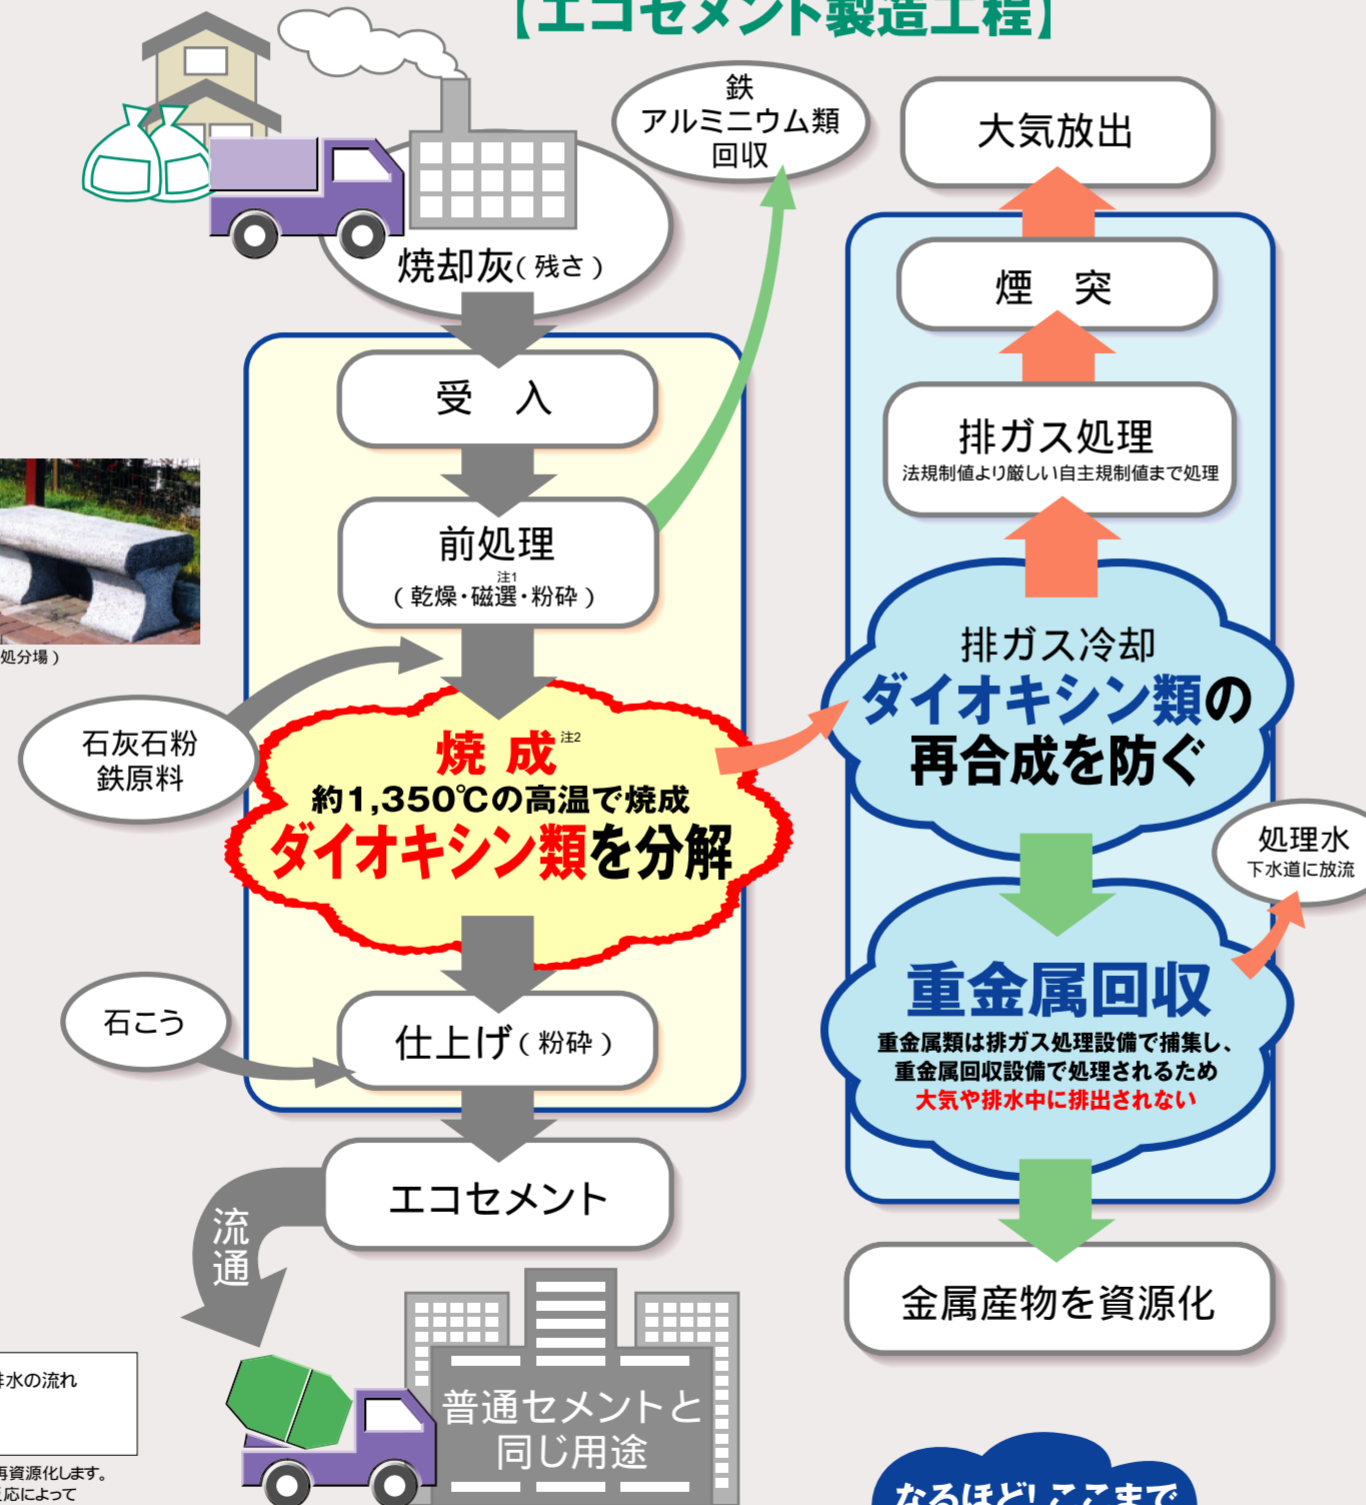 【エコセメント製造工程】
鉄
アルミニウム類
回収
大気放出
焼却灰（残さ）
煙 突
受 入
排ガス処理
法規制値より厳しい自主規制値まで処理
前処理
注1
（乾燥・磁選・粉砕）
処分場）
石灰石粉
鉄原料
焼 成 注2
約1,350℃の高温で焼成
ダイオキシン類を分解
排ガス冷却
ダイオキシン類の
再合成を防ぐ
処理水
下水道に放流
重金属回収
重金属類は排ガス処理設備で捕集し、
重金属回収設備で処理されるため
大気や排水中に排出されない
石こう
仕上げ（粉砕）
エコセメント
流通
金属産物を資源化
水の流れ
普通セメントと
同じ用途
再資源化します。
応によって
なるほど!ここまで